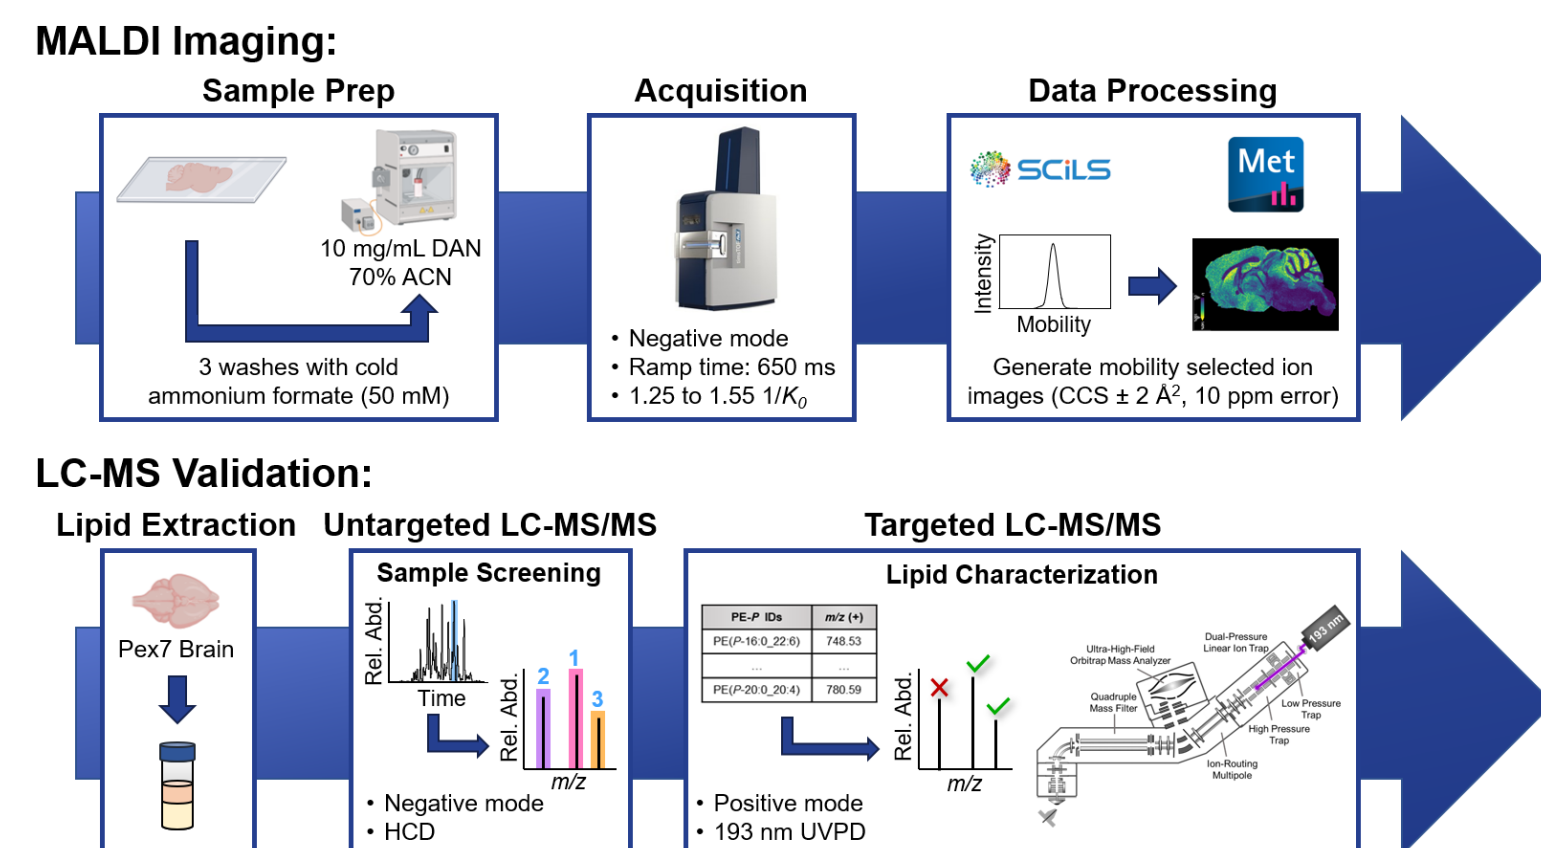 MALDI Imaging:
Sample Prep
10 mg/mL DAN
70% ACN
3 washes with cold
ammonium formate (50 mM)
Acquisition
• Negative mode
• Ramp time: 650 ms
• 1.25 to 1.55 1/K0
Data Processing
SCiLS
Met
Intensity
Mobility
Generate mobility selected ion
images (CCS ± 2 Å2, 10 ppm error)
LC-MS Validation:
Lipid Extraction
Pex7 Brain
Untargeted LC-MS/MS
Sample Screening
Rel. Abd.
Time
Rel. Abd.
2
1
3
m/z
• Negative mode
• HCD
Targeted LC-MS/MS
Lipid Characterization
PE-P IDs m/z (+)
PE(P-16:0_22:6) 748.53
... ...
PE(P-20:0_20:4) 780.59
Rel. Abd.
m/z
• Positive mode
• 193 nm UVPD
193 nm
Dual-Pressure
Linear Ion Trap
Ultra-High-Field
Orbitrap Mass Analyzer
Quadruple
Mass Filter
Low Pressure
Trap
High Pressure
Trap
Ion-Routing
Multipole